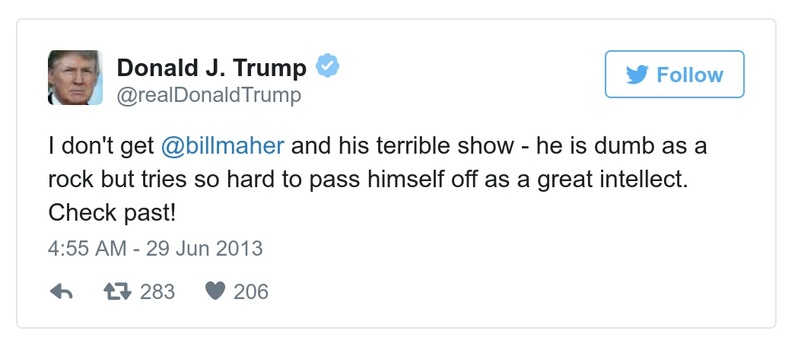 Donald J. Trump
@realDonaldTrump
Follow
I don't get @billmaher and his terrible show - he is dumb as a
rock but tries so hard to pass himself off as a great intellect.
Check past!
4:55 AM - 29 Jun 2013
283 206